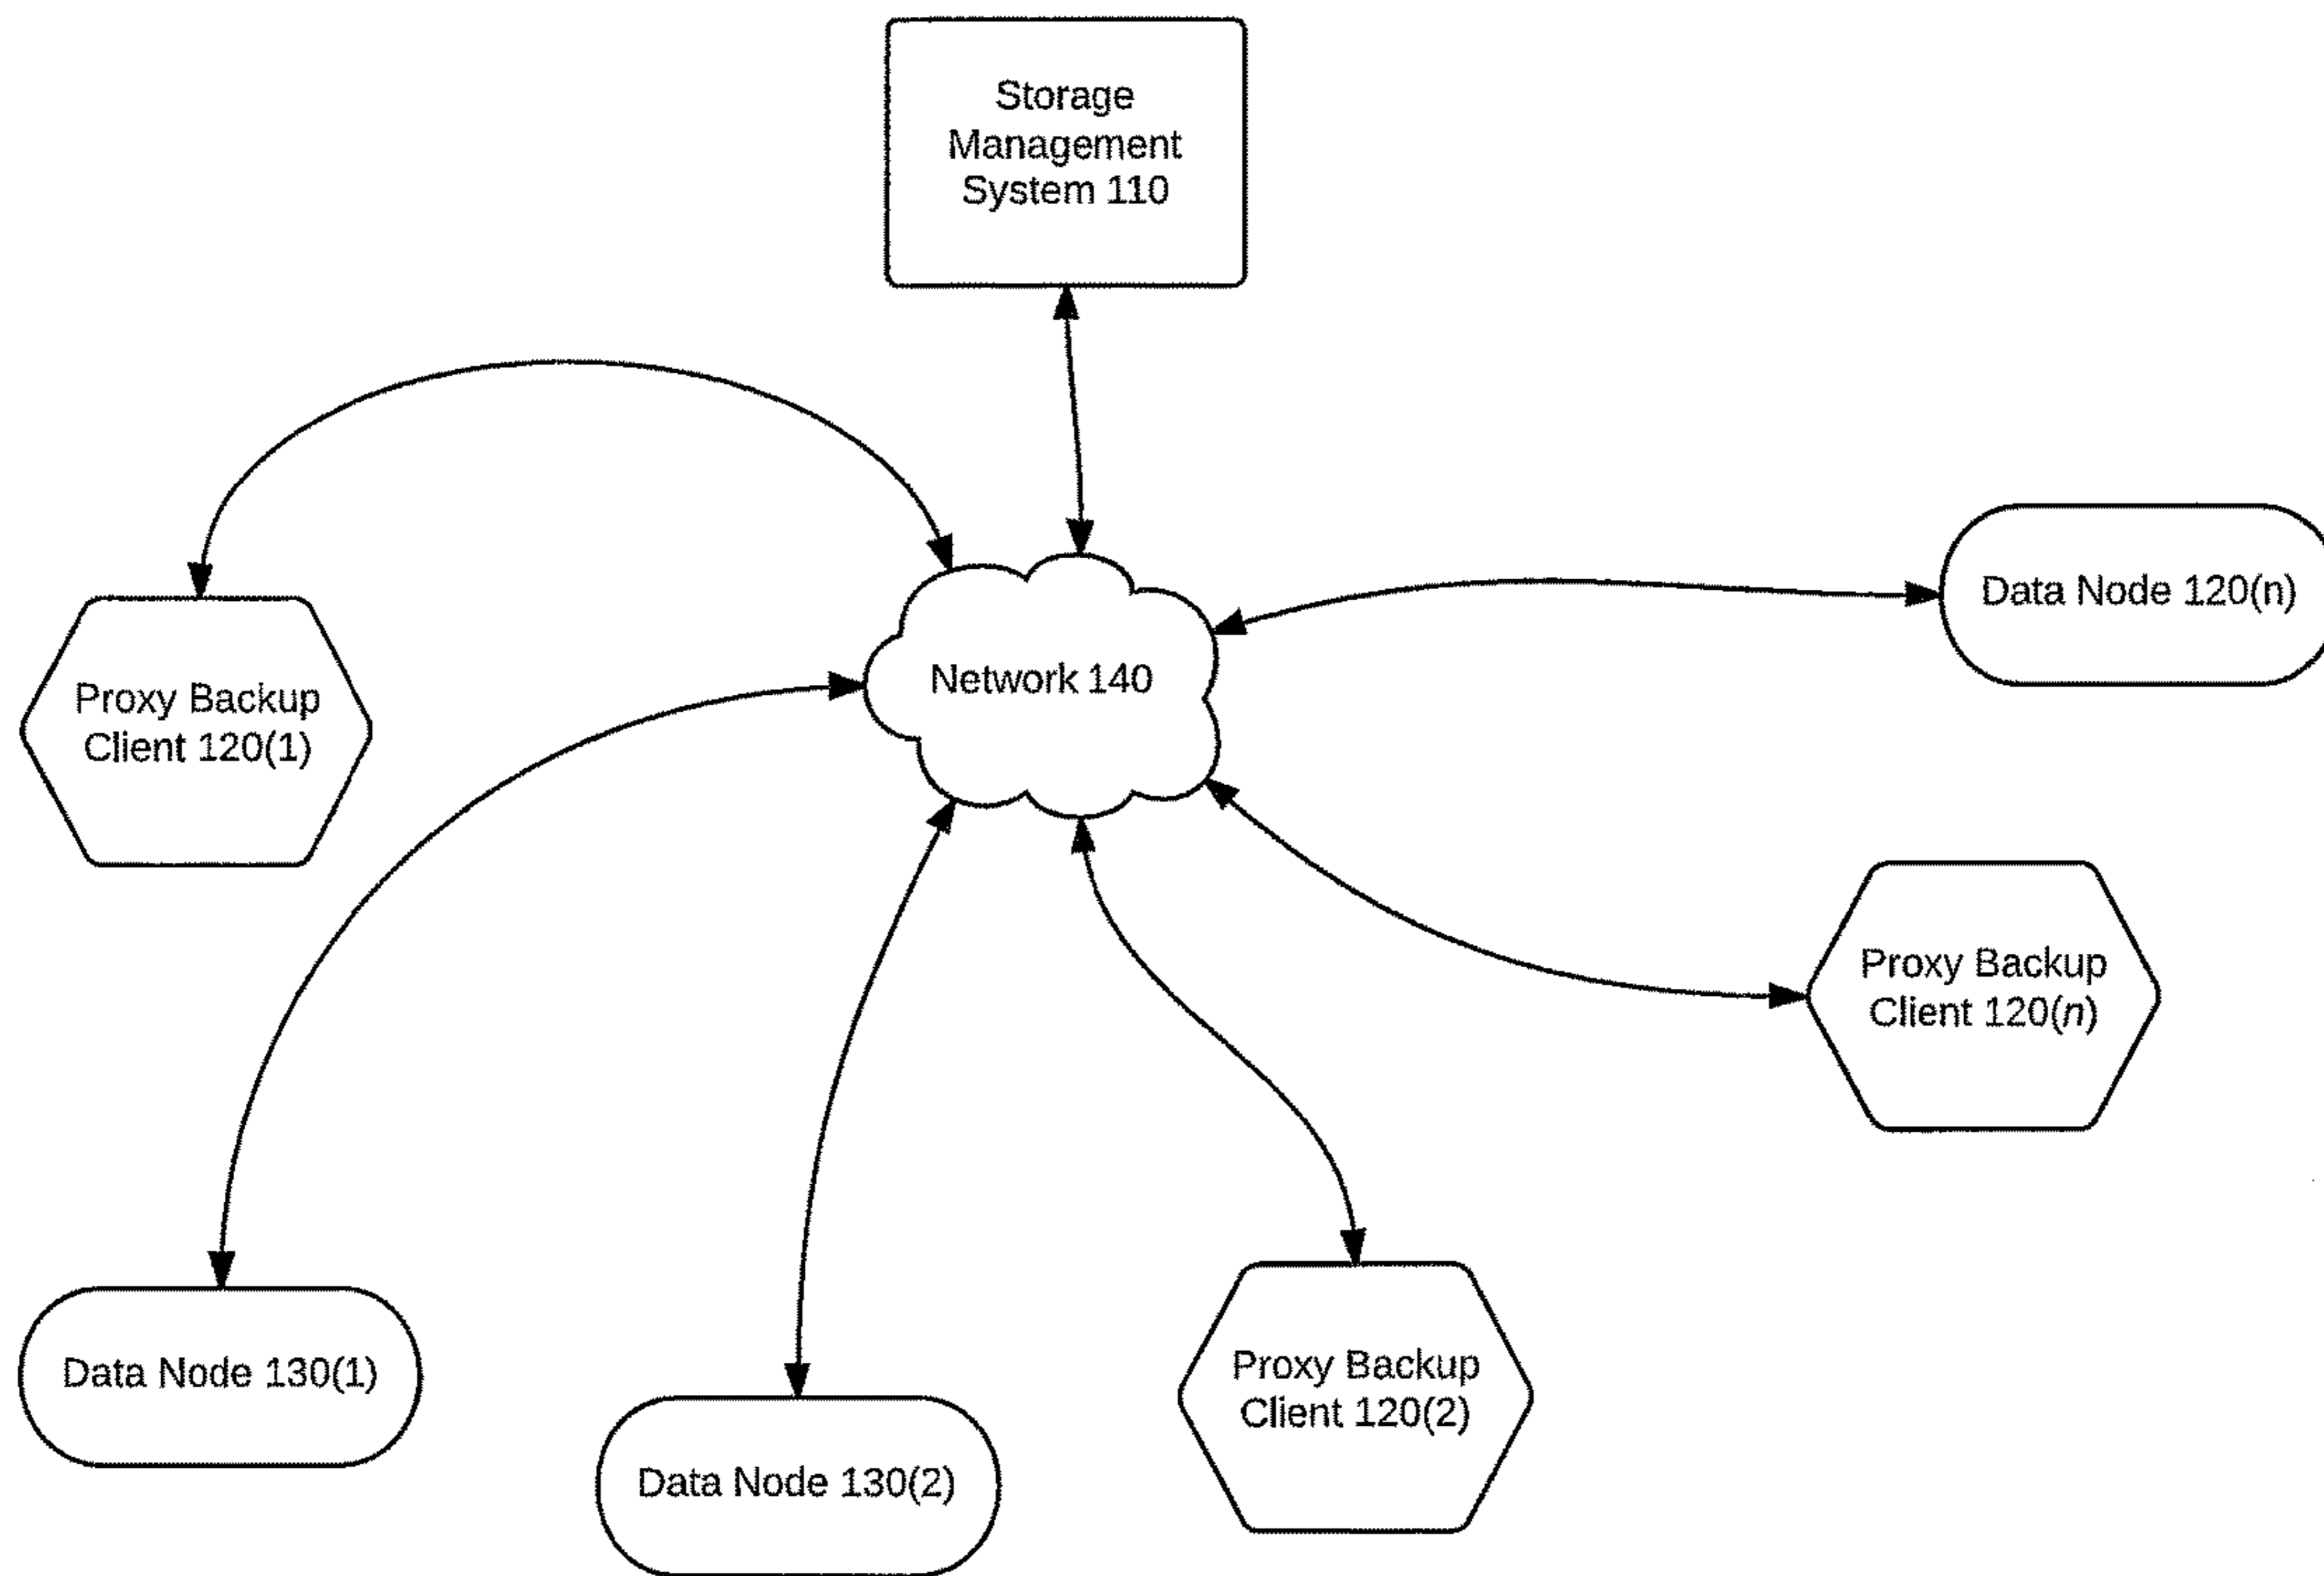 Storage
Management
System 110
Data Node 120(n)
Network 140
Proxy Backup
Client 120(1)
Proxy Backup
Client 120(n)
Proxy Backup
Client 120(2)
Data Node 130(1)
Data Node 130(2)